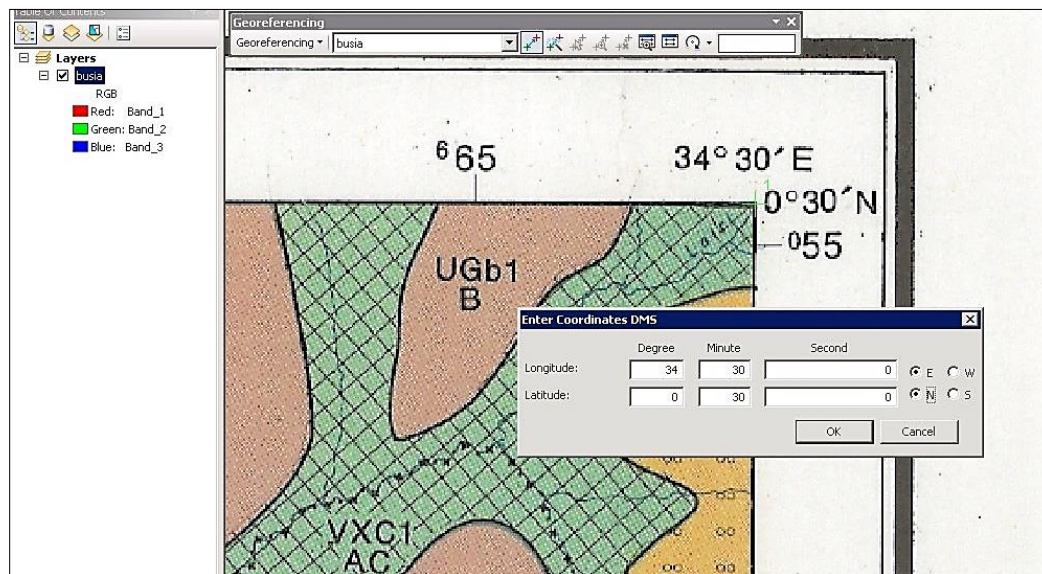 Table Of Contents
Layers
busia
RGB
Red: Band_1
Green: Band_2
Blue: Band_3
Georeferencing
Georeferencing
busia
⁶65
34°30´E
0°30´N
⁰55
UGb1
B
Enter Coordinates DMS
Degree Minute Second
Longitude: 34 30 0 E W
Latitude: 0 30 0 N S
OK Cancel
VXC1
AC